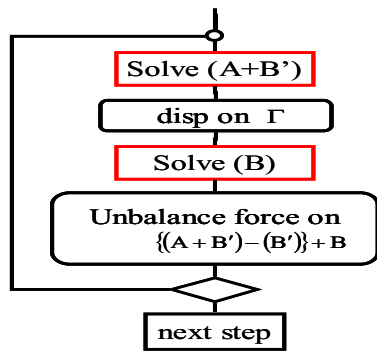 Solve (A+B’)
disp on Γ
Solve (B)
Unbalance force on
{(A + B′) − (B′)} + B
next step